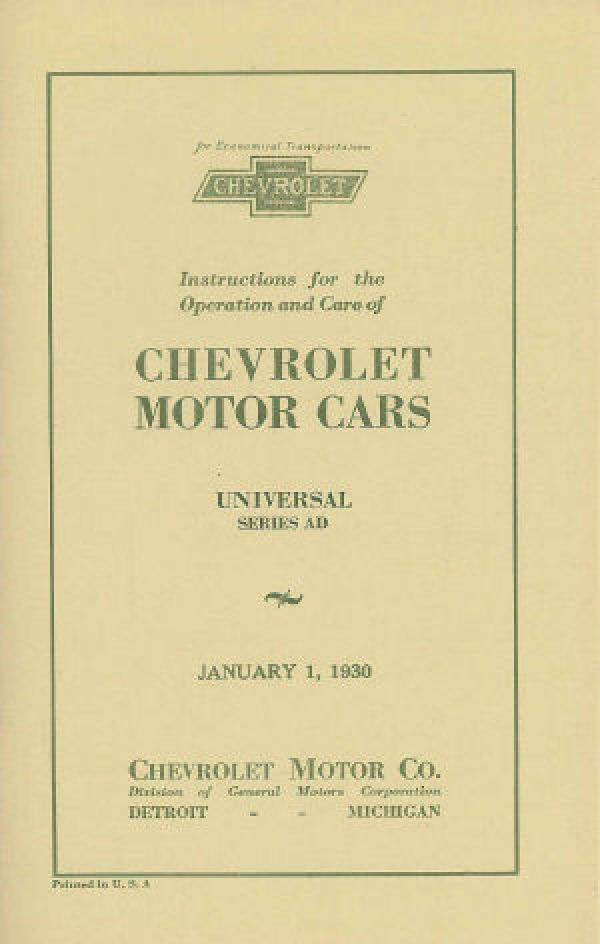 for Economical Transportation
CHEVROLET
Instructions for the
Operation and Care of
CHEVROLET
MOTOR CARS
UNIVERSAL
SERIES AD
JANUARY 1, 1930
CHEVROLET MOTOR CO.
Division of General Motors Corporation
DETROIT - - MICHIGAN
Printed in U. S. A